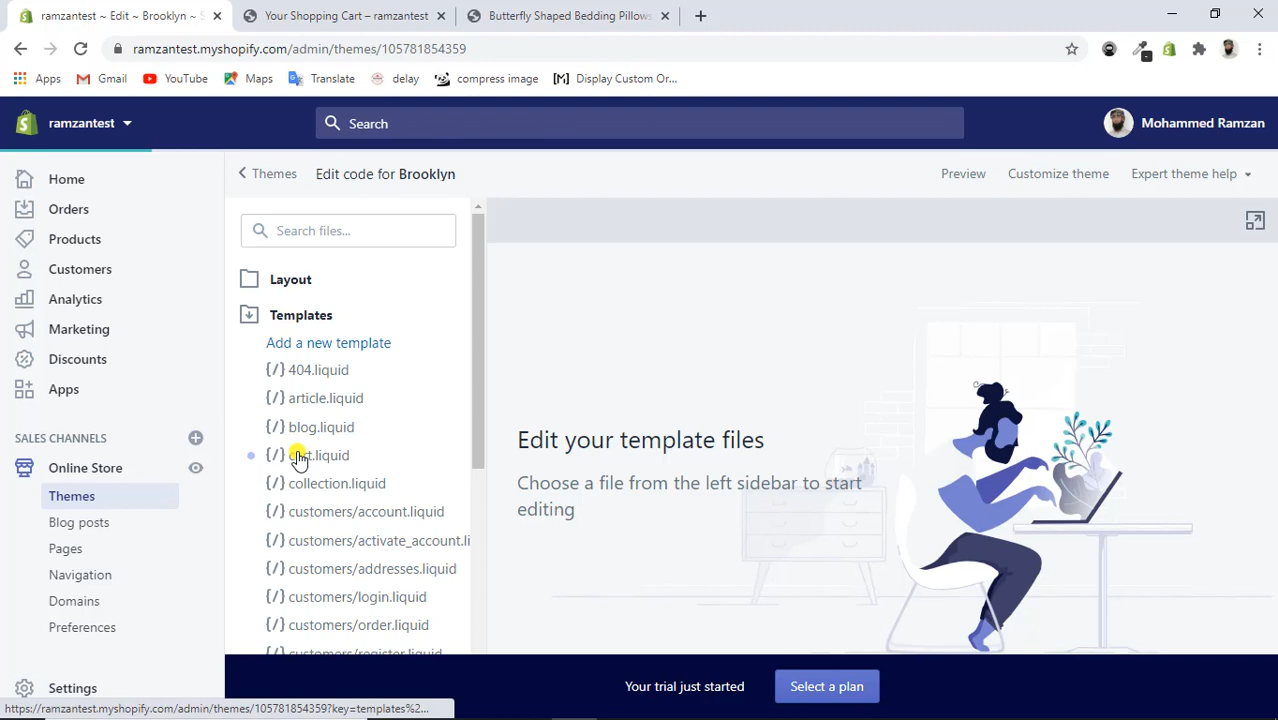 ramzantest ~ Edit ~ Brooklyn ~ S
Your Shopping Cart – ramzantest
Butterfly Shaped Bedding Pillows
ramzantest.myshopify.com/admin/themes/105781854359
Apps
Gmail
YouTube
Maps
Translate
delay
compress image
[M] Display Custom Or...
ramzantest
Search
Mohammed Ramzan
Home
Orders
Products
Customers
Analytics
Marketing
Discounts
Apps
SALES CHANNELS
Online Store
Themes
Blog posts
Pages
Navigation
Domains
Preferences
Settings
Themes
Edit code for Brooklyn
Preview
Customize theme
Expert theme help
Search files...
Layout
Templates
Add a new template
{/} 404.liquid
{/} article.liquid
{/} blog.liquid
{/} cart.liquid
{/} collection.liquid
{/} customers/account.liquid
{/} customers/activate_account.li
{/} customers/addresses.liquid
{/} customers/login.liquid
{/} customers/order.liquid
{/} customers/register.liquid
Edit your template files
Choose a file from the left sidebar to start
editing
Your trial just started
Select a plan
https://ramzantest.myshopify.com/admin/themes/105781854359?key=templates%2...